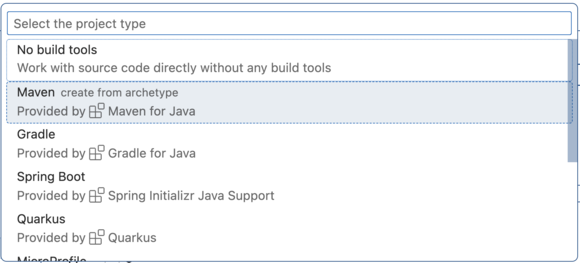 Select the project type
No build tools
Work with source code directly without any build tools
Maven create from archetype
Provided by Maven for Java
Gradle
Provided by Gradle for Java
Spring Boot
Provided by Spring Initializr Java Support
Quarkus
Provided by Quarkus
MicroProfile